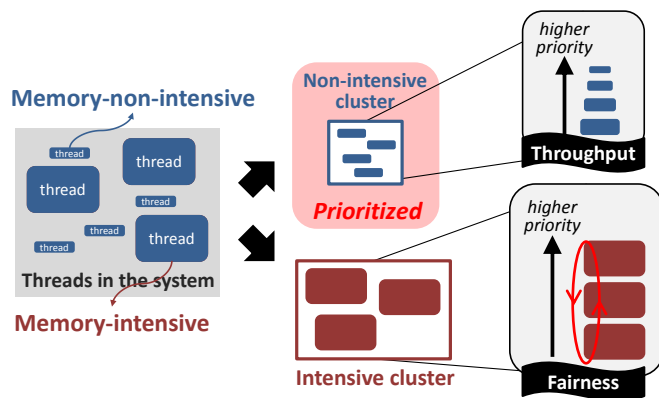 Memory-non-intensive
thread
thread
thread
thread
thread
thread
thread
Threads in the system
Memory-intensive
Non-intensive
cluster
Prioritized
Intensive cluster
higher
priority
Throughput
higher
priority
Fairness